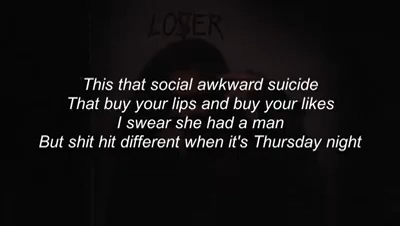 LOSER
This that social awkward suicide
That buy your lips and buy your likes
I swear she had a man
But shit hit different when it's Thursday night